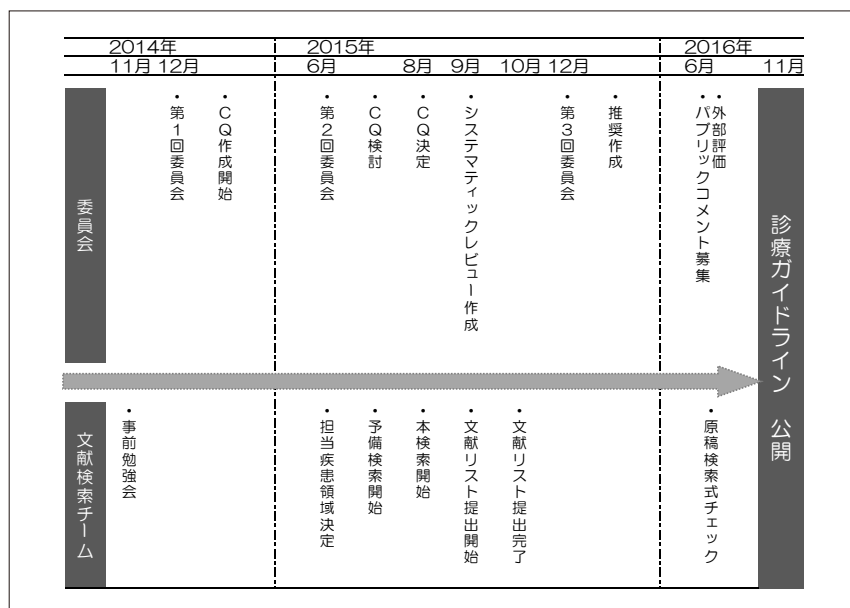 2014年
2015年
2016年
11月 12月
6月
8月
9月
10月 12月
6月
11月
委員会
・第1回委員会
・CQ作成開始
・第2回委員会
・CQ検討
・CQ決定
・システマティックレビュー作成
・第3回委員会
・推奨作成
・外部評価
・パブリックコメント募集
診療ガイドライン 公開
文献検索チーム
・事前勉強会
・担当疾患領域決定
・予備検索開始
・本検索開始
・文献リスト提出開始
・文献リスト提出完了
・原稿検索式チェック